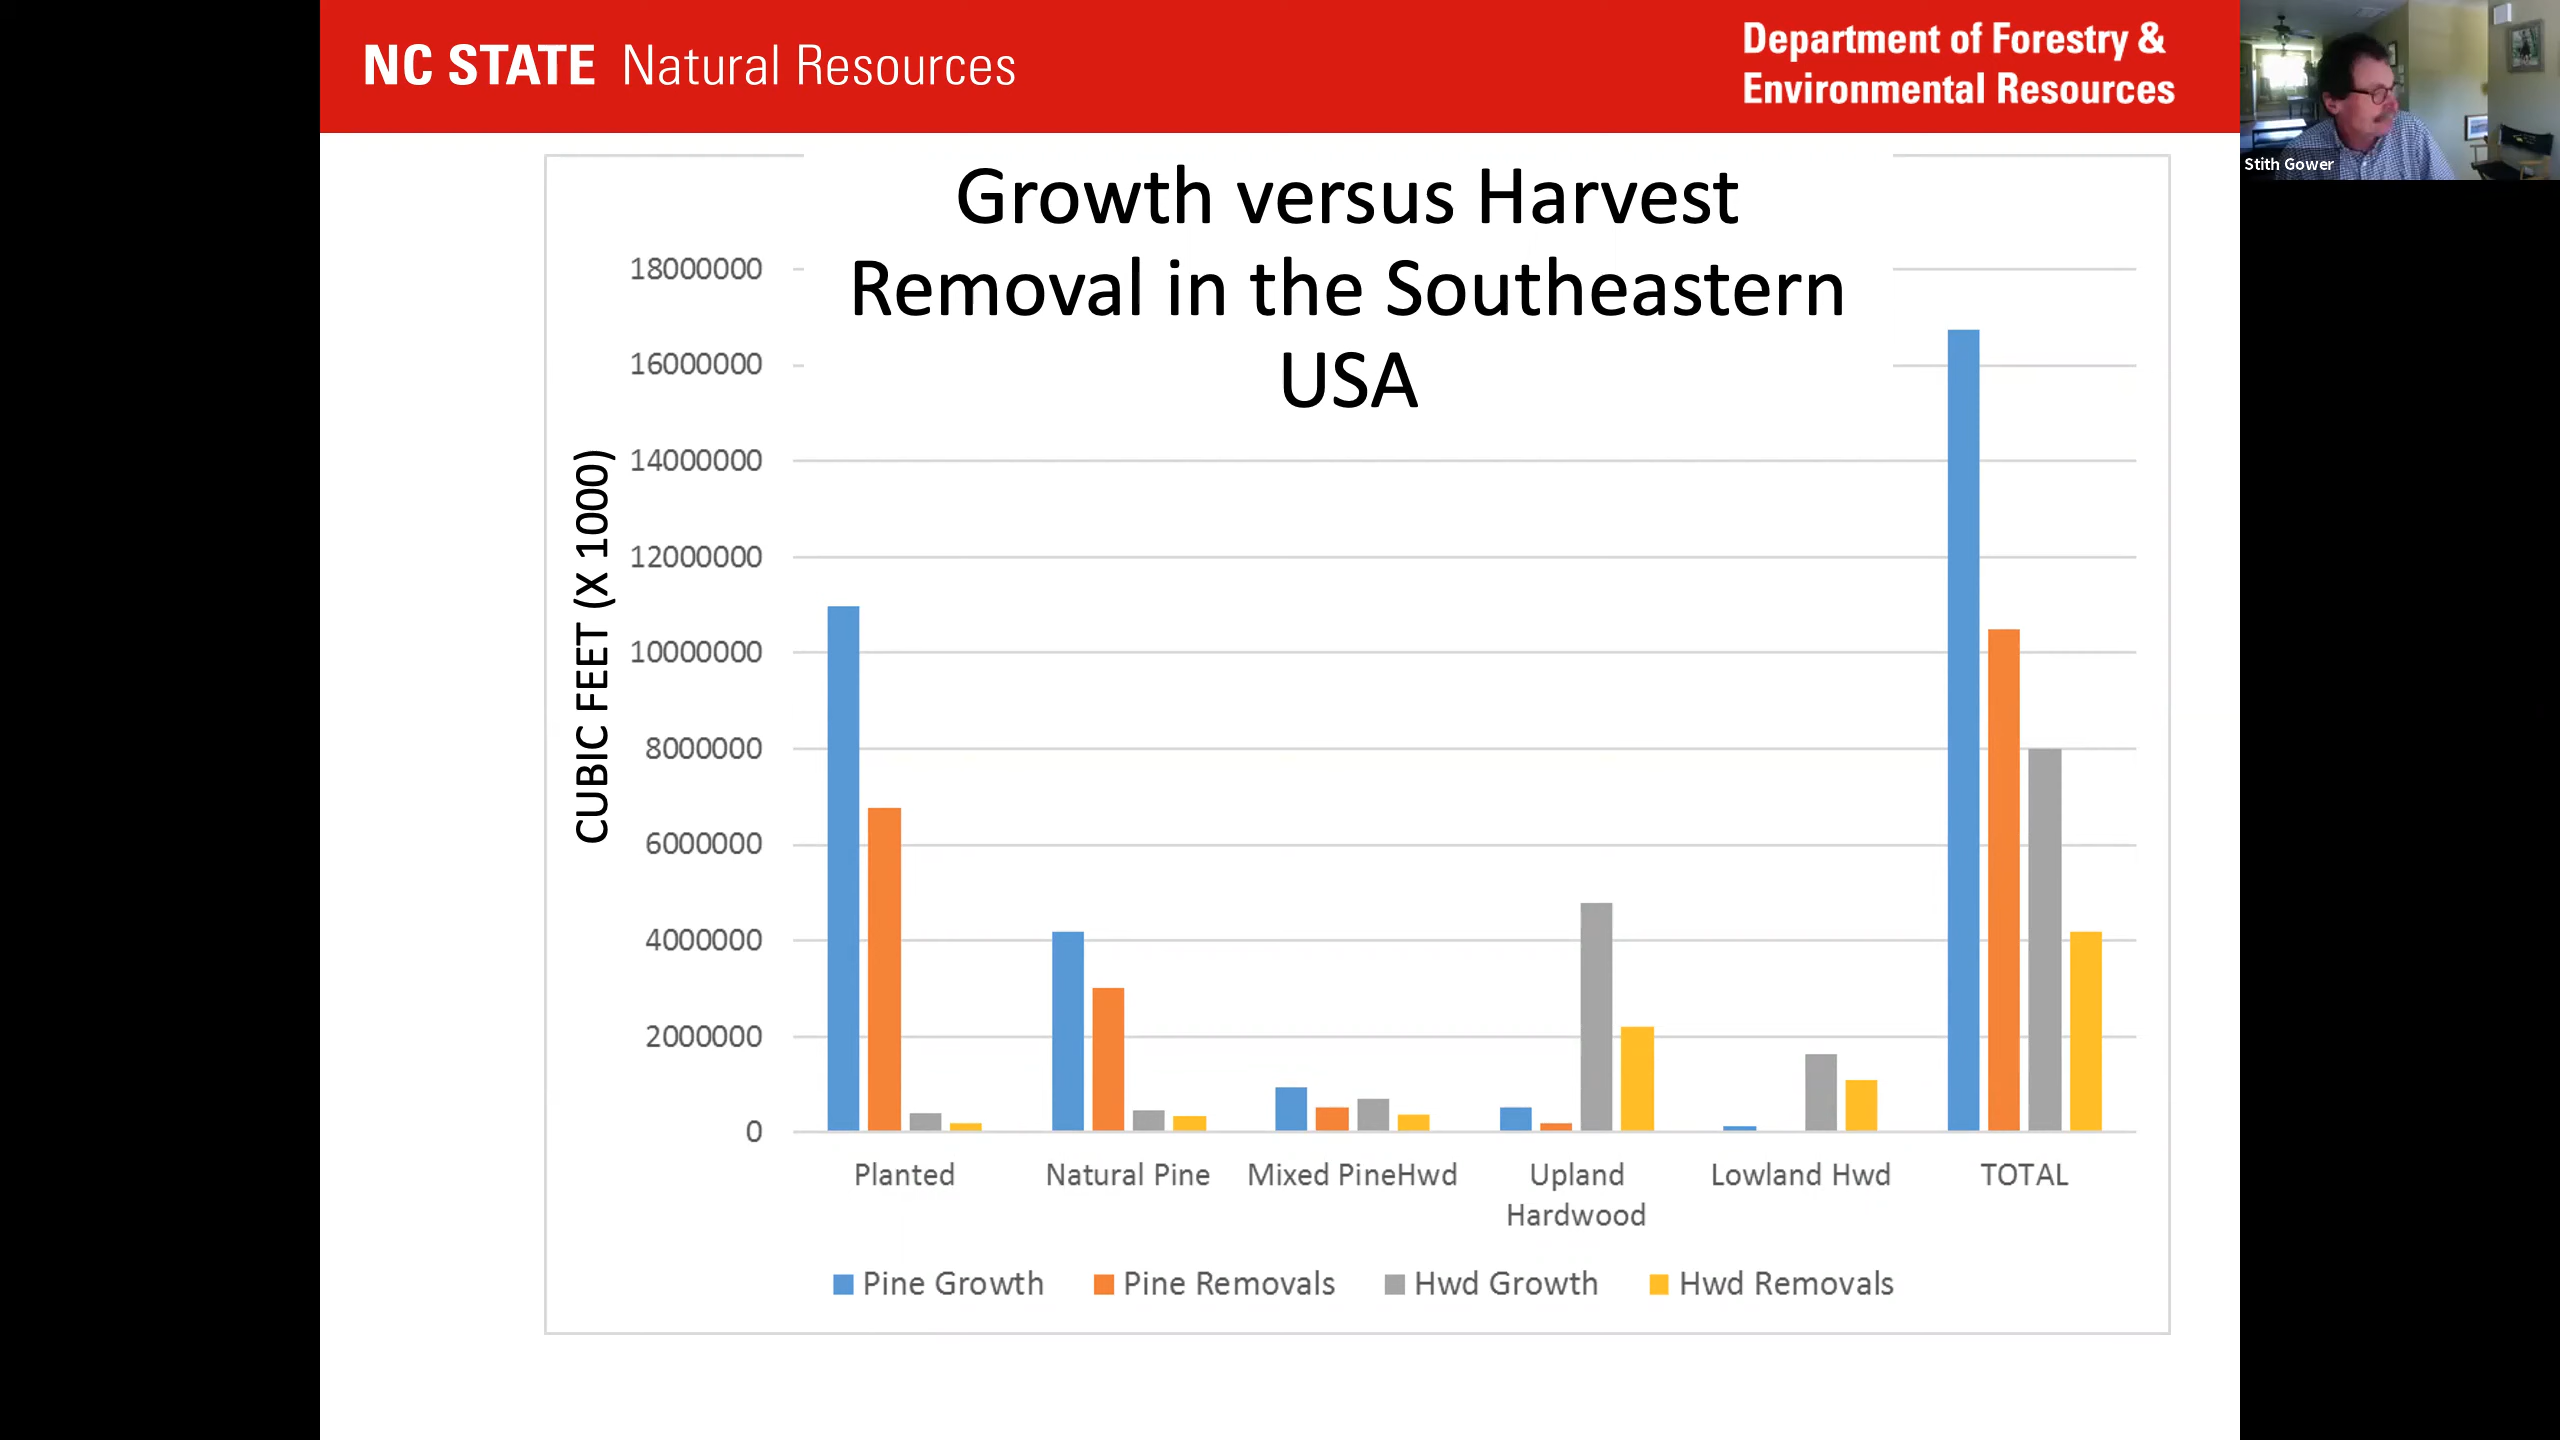 NC STATE Natural Resources
Department of Forestry &
Environmental Resources
Stith Gower
Growth versus Harvest
Removal in the Southeastern
USA
CUBIC FEET (X 1000)
18000000
16000000
14000000
12000000
10000000
8000000
6000000
4000000
2000000
0
Planted
Natural Pine
Mixed PineHwd
Upland
Hardwood
Lowland Hwd
TOTAL
Pine Growth
Pine Removals
Hwd Growth
Hwd Removals